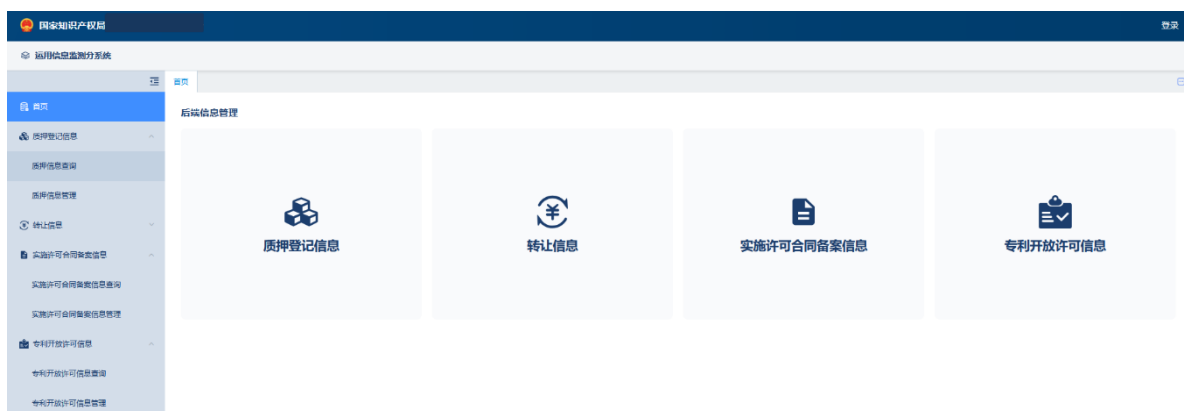 国家知识产权局
登录
运用信息监测分系统
首页
首页
后端信息管理
质押登记信息
质押信息查询
质押信息管理
转让信息
实施许可合同备案信息
实施许可合同备案信息查询
实施许可合同备案信息管理
专利开放许可信息
专利开放许可信息查询
专利开放许可信息管理
质押登记信息
转让信息
实施许可合同备案信息
专利开放许可信息